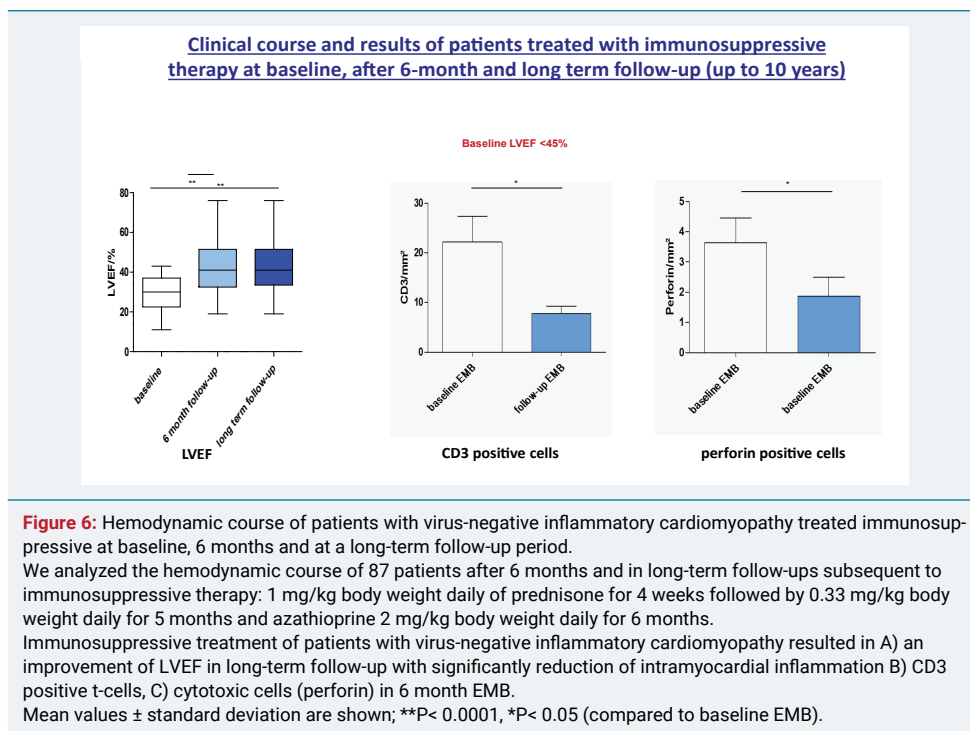 Clinical course and results of patients treated with immunosuppressive
therapy at baseline, after 6-month and long term follow-up (up to 10 years)
Baseline LVEF <45%
** **
80
60
40
20
0
LVEF/%
baseline
6 month follow-up
long term follow-up
LVEF
*
30
20
10
0
CD3/mm²
baseline EMB
follow-up EMB
CD3 positive cells
*
5
4
3
2
1
0
Perforin/mm²
baseline EMB
baseline EMB
perforin positive cells
Figure 6: Hemodynamic course of patients with virus-negative inflammatory cardiomyopathy treated immunosup-
pressive at baseline, 6 months and at a long-term follow-up period.
We analyzed the hemodynamic course of 87 patients after 6 months and in long-term follow-ups subsequent to
immunosuppressive therapy: 1 mg/kg body weight daily of prednisone for 4 weeks followed by 0.33 mg/kg body
weight daily for 5 months and azathioprine 2 mg/kg body weight daily for 6 months.
Immunosuppressive treatment of patients with virus-negative inflammatory cardiomyopathy resulted in A) an
improvement of LVEF in long-term follow-up with significantly reduction of intramyocardial inflammation B) CD3
positive t-cells, C) cytotoxic cells (perforin) in 6 month EMB.
Mean values ± standard deviation are shown; **P< 0.0001, *P< 0.05 (compared to baseline EMB).